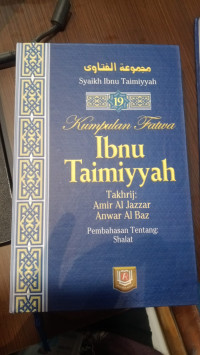 مجموعة الفتاوى
Syaikh Ibnu Taimiyyah
19
Kumpulan Fatwa
Ibnu
Taimiyyah
Takhrij:
Amir Al Jazzar
Anwar Al Baz
Pembahasan Tentang:
Shalat